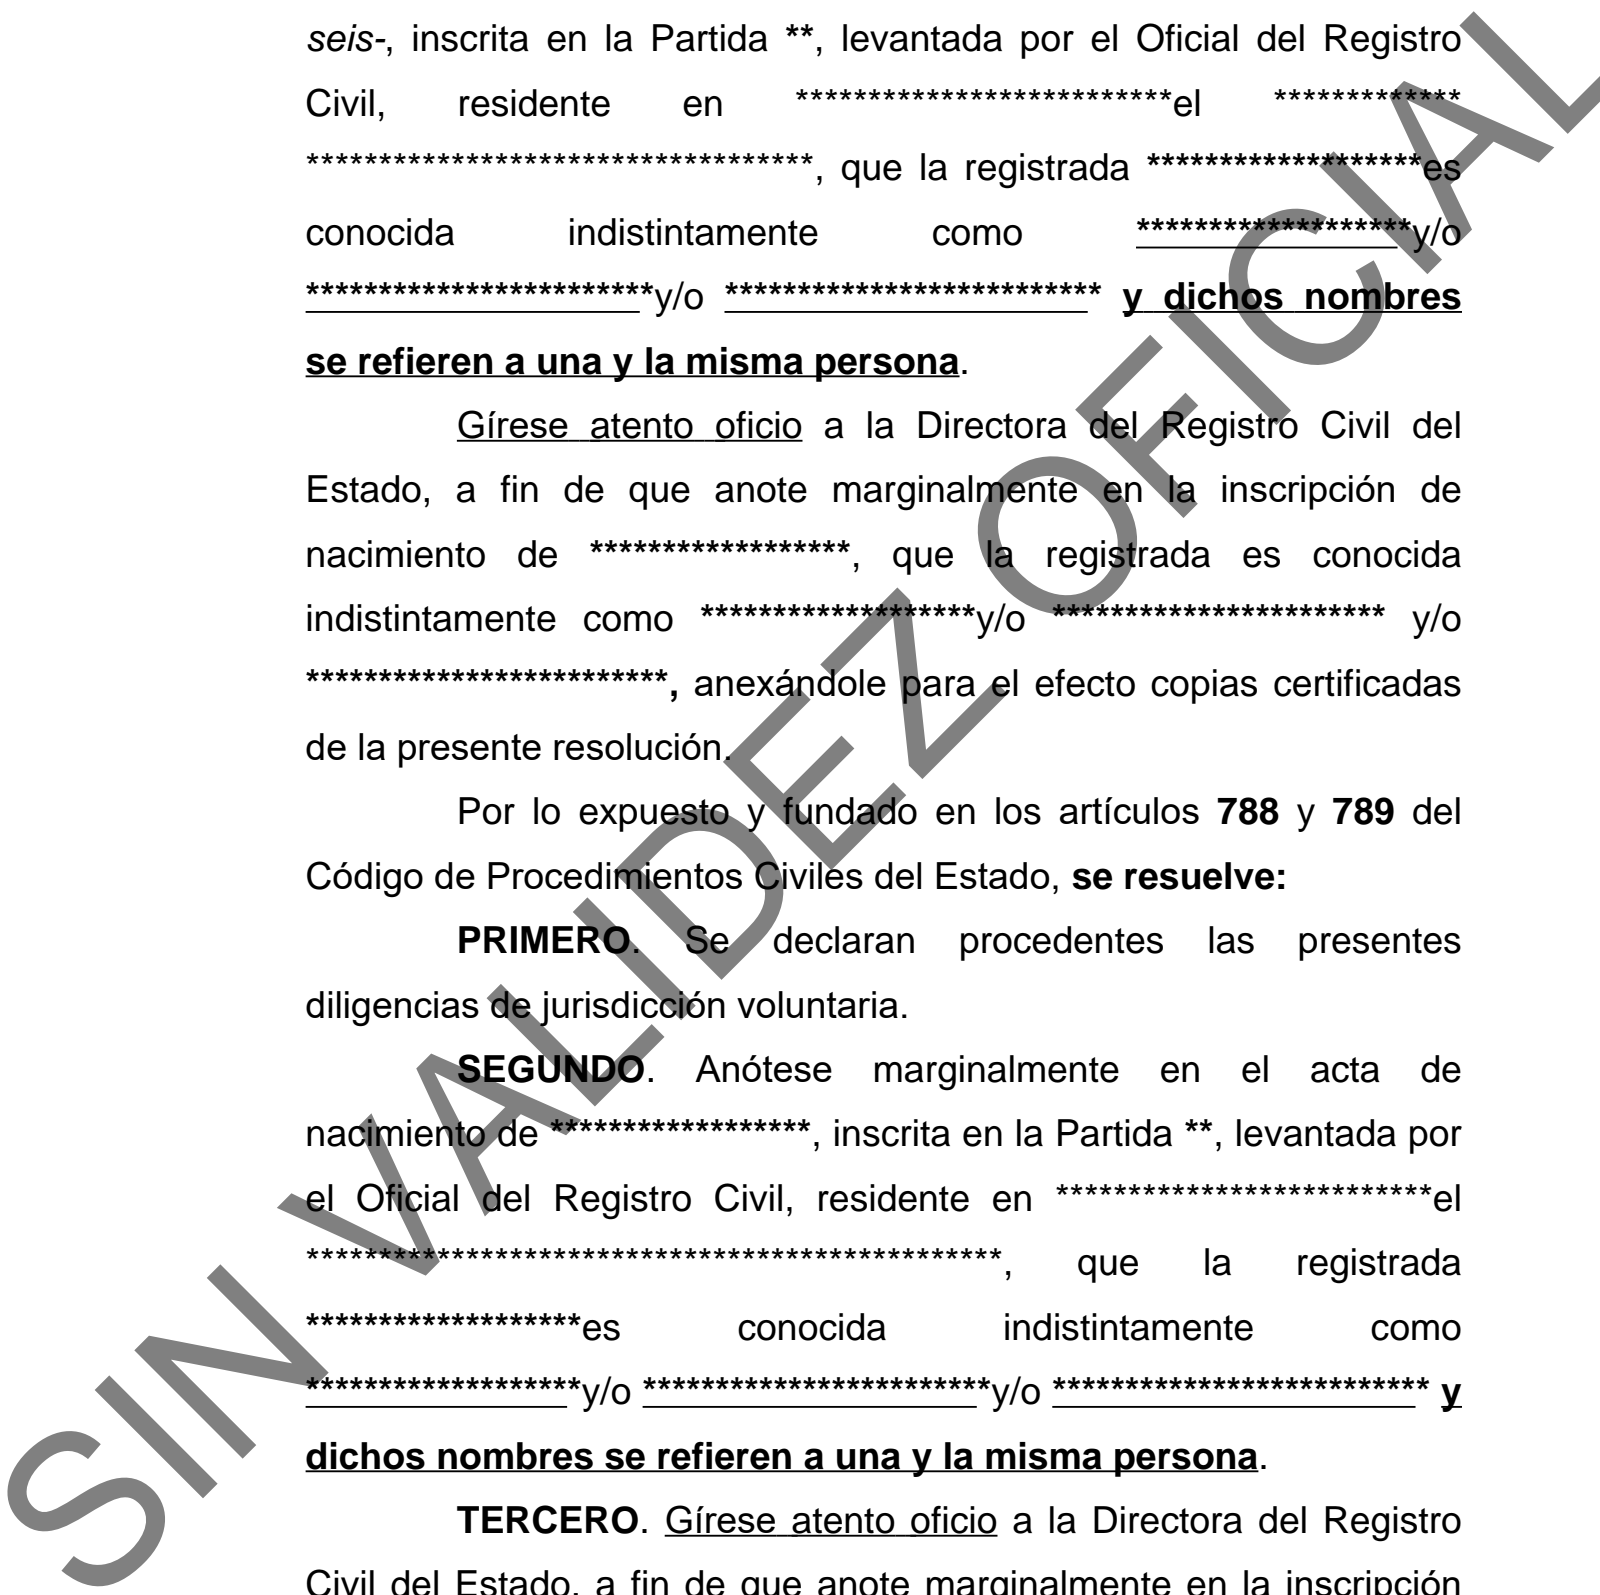 seis-, inscrita en la Partida **, levantada por el Oficial del Registro
Civil, residente en **************************el *************
***********************************, que la registrada *******************es
conocida indistintamente como *******************y/o
************************y/o ************************** y dichos nombres
se refieren a una y la misma persona.
Gírese atento oficio a la Directora del Registro Civil del
Estado, a fin de que anote marginalmente en la inscripción de
nacimiento de ******************, que la registrada es conocida
indistintamente como *******************y/o *********************** y/o
*************************, anexándole para el efecto copias certificadas
de la presente resolución.
Por lo expuesto y fundado en los artículos 788 y 789 del
Código de Procedimientos Civiles del Estado, se resuelve:
PRIMERO. Se declaran procedentes las presentes
diligencias de jurisdicción voluntaria.
SEGUNDO. Anótese marginalmente en el acta de
nacimiento de ******************, inscrita en la Partida **, levantada por
el Oficial del Registro Civil, residente en **************************el
************************************************, que la registrada
*******************es conocida indistintamente como
*******************y/o ************************y/o ************************** y
dichos nombres se refieren a una y la misma persona.
TERCERO. Gírese atento oficio a la Directora del Registro
Civil del Estado, a fin de que anote marginalmente en la inscripción
SIN VALIDEZ OFICIAL